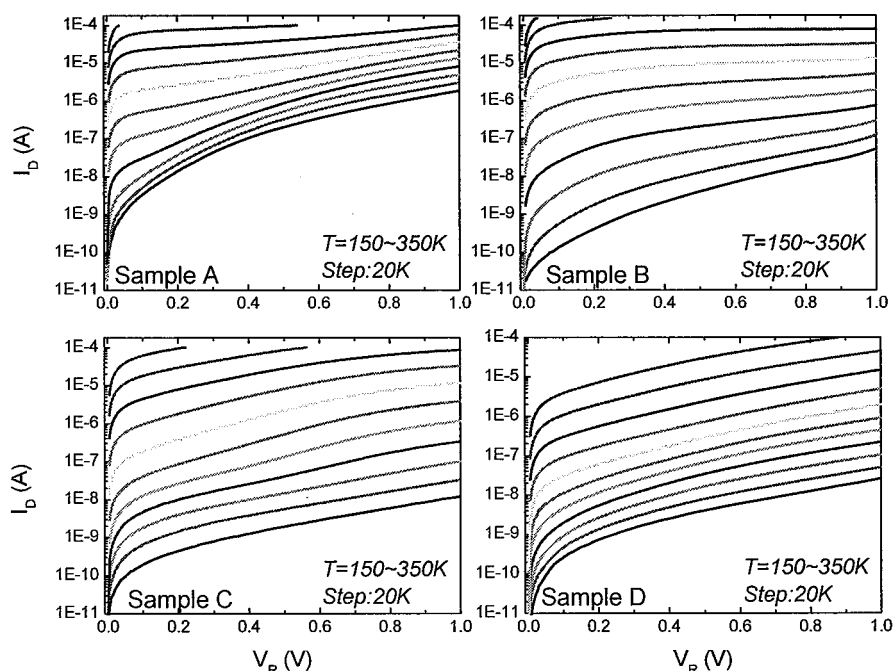 1E-4
1E-5
1E-6
1E-7
1E-8
1E-9
1E-10
1E-11
I_D (A)
T=150~350K
Step:20K
Sample A
0.0 0.2 0.4 0.6 0.8 1.0
1E-4
1E-5
1E-6
1E-7
1E-8
1E-9
1E-10
1E-11
T=150~350K
Step:20K
Sample B
0.0 0.2 0.4 0.6 0.8 1.0
1E-4
1E-5
1E-6
1E-7
1E-8
1E-9
1E-10
1E-11
I_D (A)
T=150~350K
Step:20K
Sample C
0.0 0.2 0.4 0.6 0.8 1.0
V_R (V)
1E-4
1E-5
1E-6
1E-7
1E-8
1E-9
1E-10
1E-11
T=150~350K
Step:20K
Sample D
0.0 0.2 0.4 0.6 0.8 1.0
V_R (V)